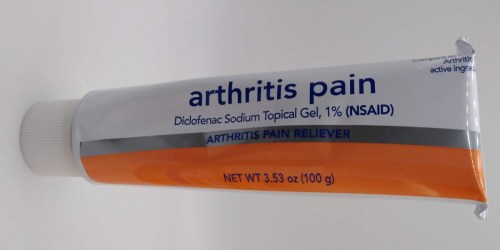 Arthritis
active ingre
arthritis pain
Diclofenac Sodium Topical Gel, 1% (NSAID)
ARTHRITIS PAIN RELIEVER
NET WT 3.53 oz (100 g)